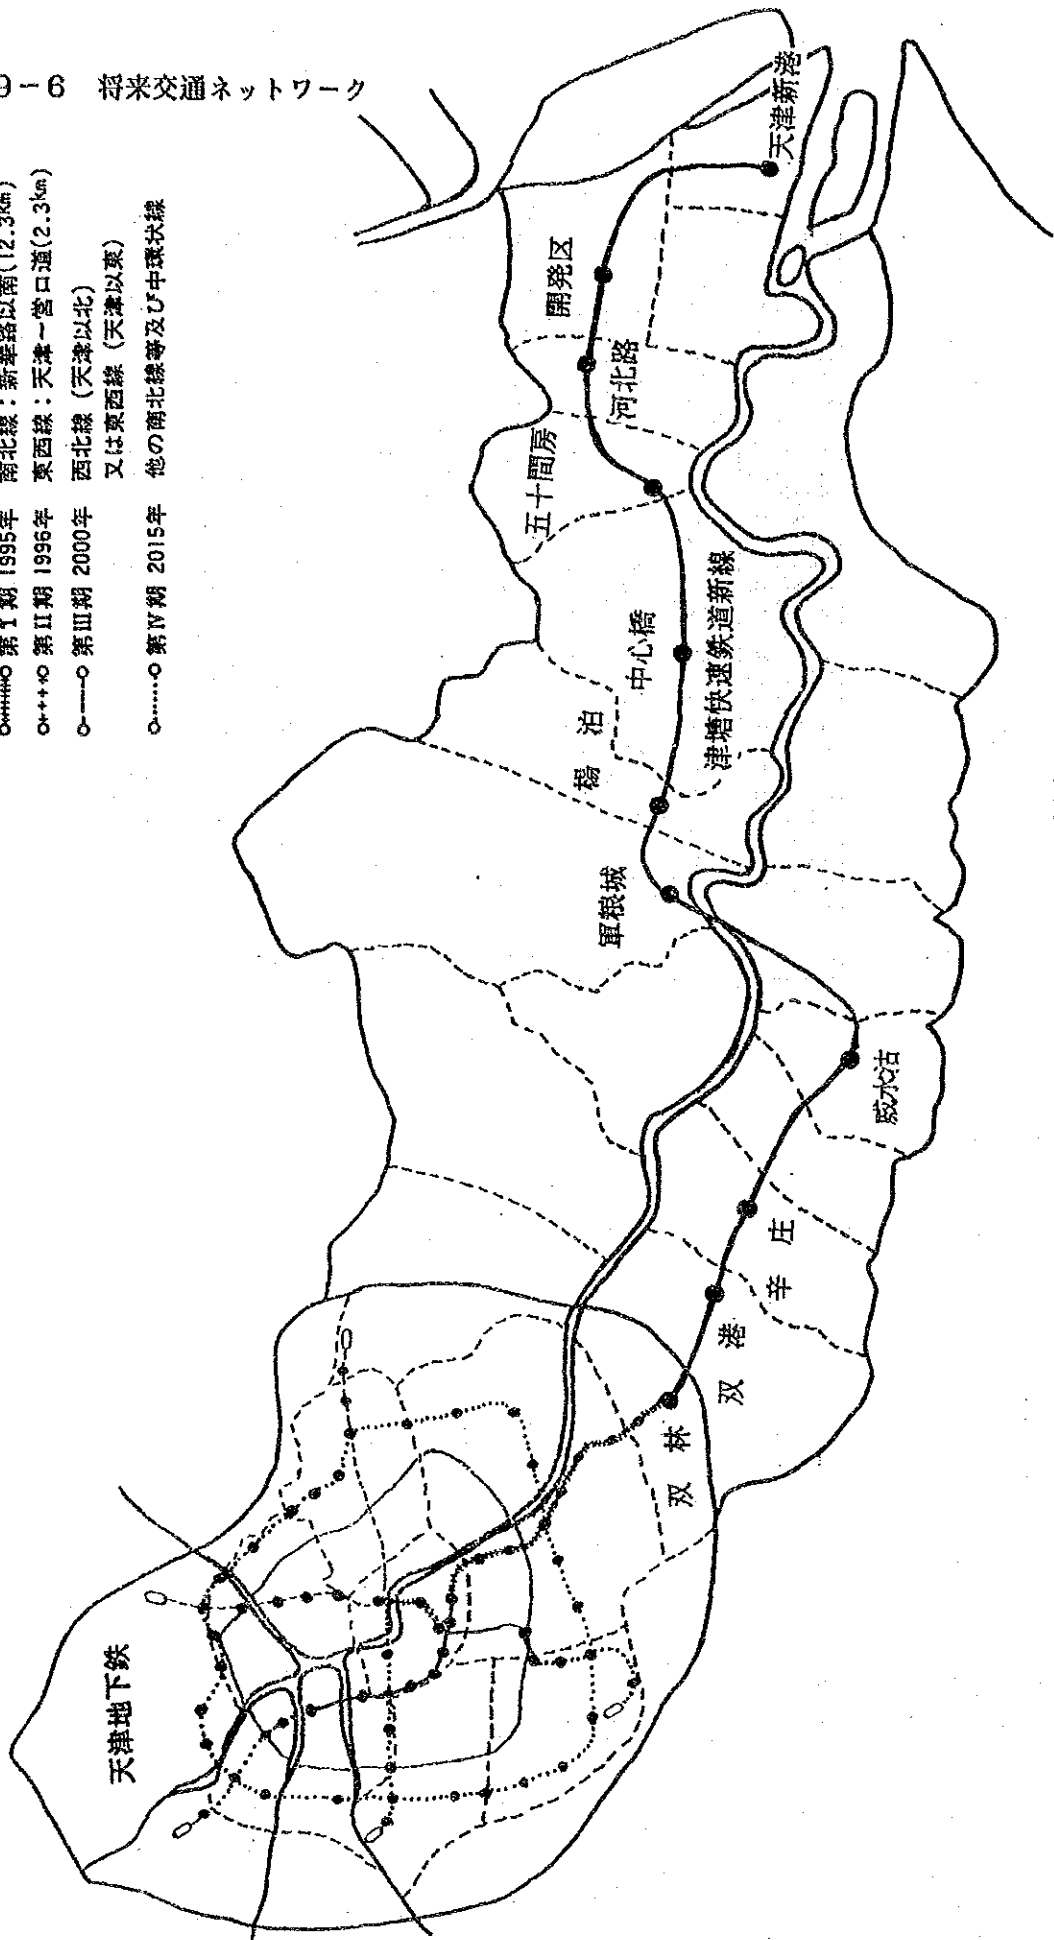 9-6 将来交通ネットワーク
第Ⅰ期 1995年 南北線：新華路以南(12.3km)
第Ⅱ期 1996年 東西線：天津～営口道(2.3km)
第Ⅲ期 2000年 西北線（天津以北）
又は東西線（天津以東）
第Ⅳ期 2015年 他の南北線等及び中環状線
天津地下鉄
双林
双港
辛庄
咸水沽
軍粮城
楊泊
中心橋
津塘快速鉄道新線
五十間房
河北路
開発区
天津新港